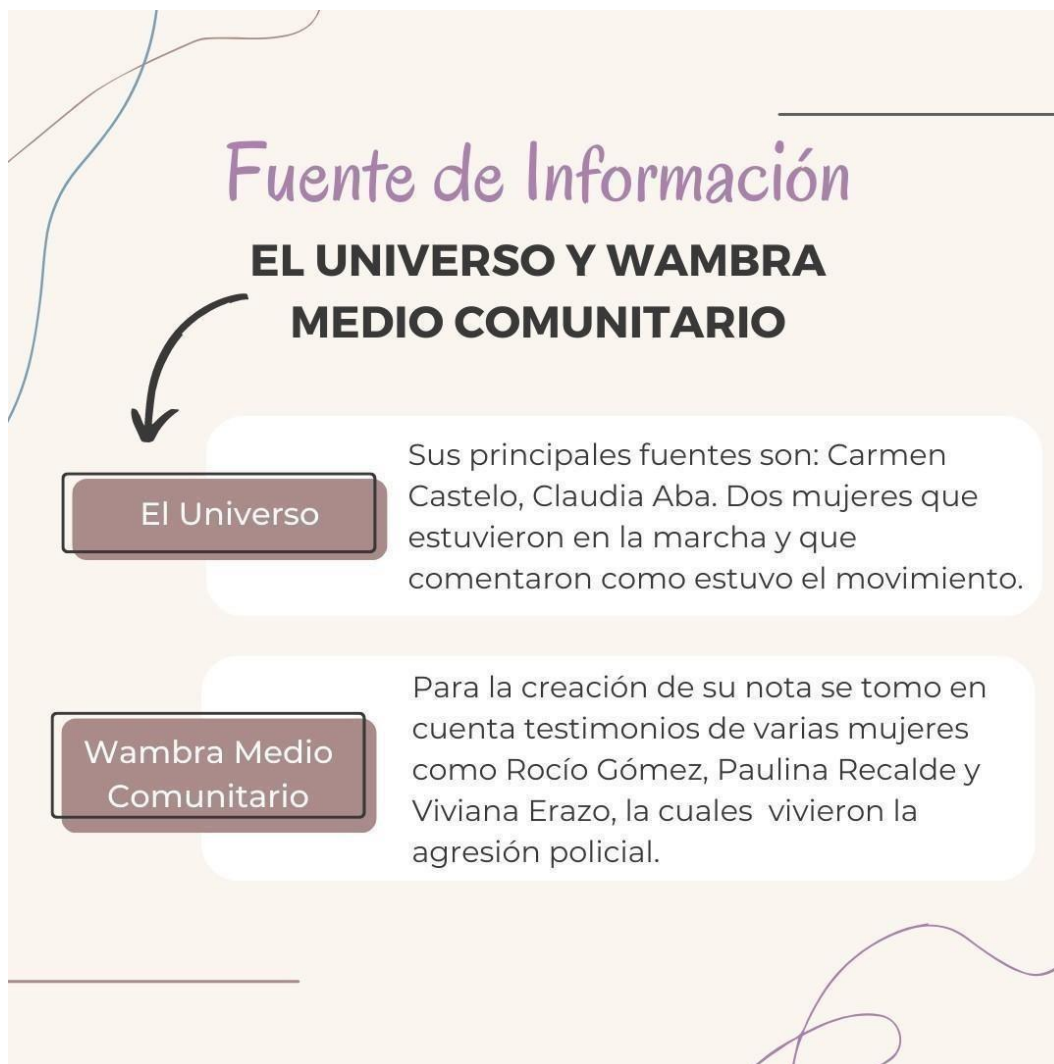 Fuente de Información
EL UNIVERSO Y WAMBRA
MEDIO COMUNITARIO
El Universo
Sus principales fuentes son: Carmen
Castelo, Claudia Aba. Dos mujeres que
estuvieron en la marcha y que
comentaron como estuvo el movimiento.
Wambra Medio
Comunitario
Para la creación de su nota se tomo en
cuenta testimonios de varias mujeres
como Rocío Gómez, Paulina Recalde y
Viviana Erazo, la cuales vivieron la
agresión policial.